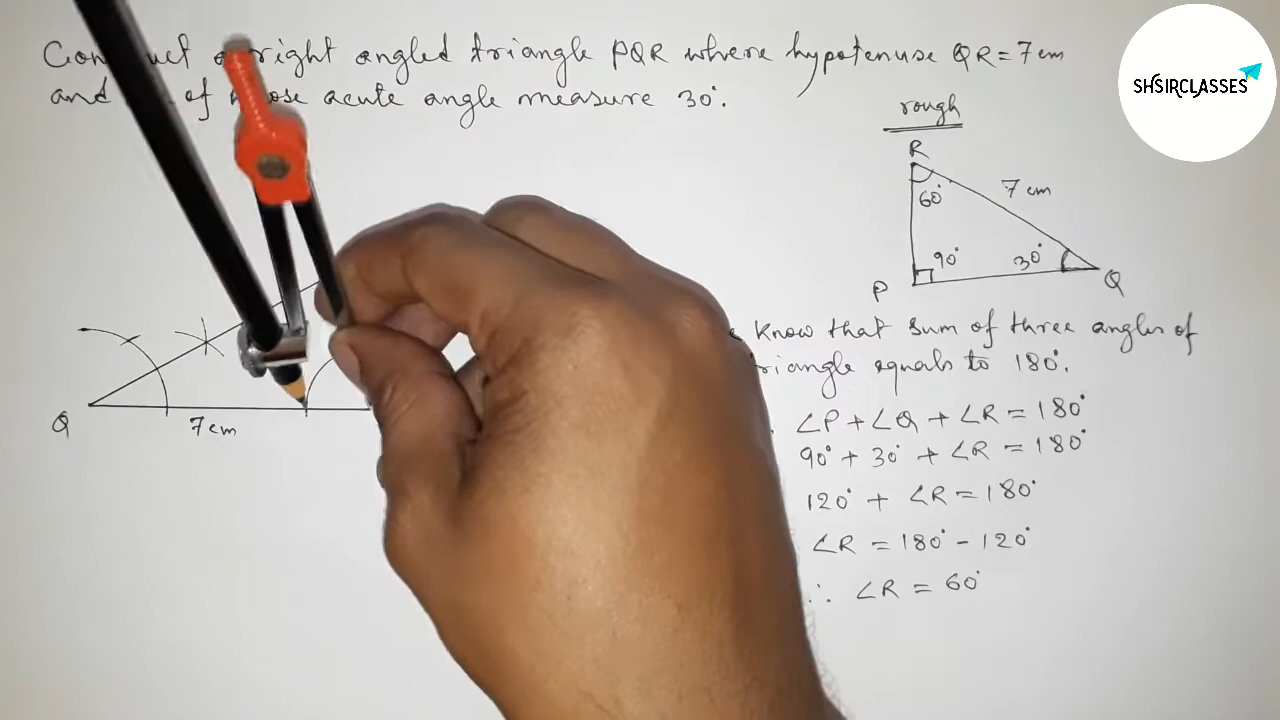 right angled triangle PQR where hypotenuse QR = 7 cm
and of acute angle measure 30°.
SHSIRCLASSES
rough
R
60°
7 cm
90°
30°
P
Q
know that sum of three angles of
equals to 180°.
∠P + ∠Q + ∠R = 180°
90° + 30° + ∠R = 180°
120° + ∠R = 180°
∠R = 180° - 120°
∴ ∠R = 60°
Q
7 cm